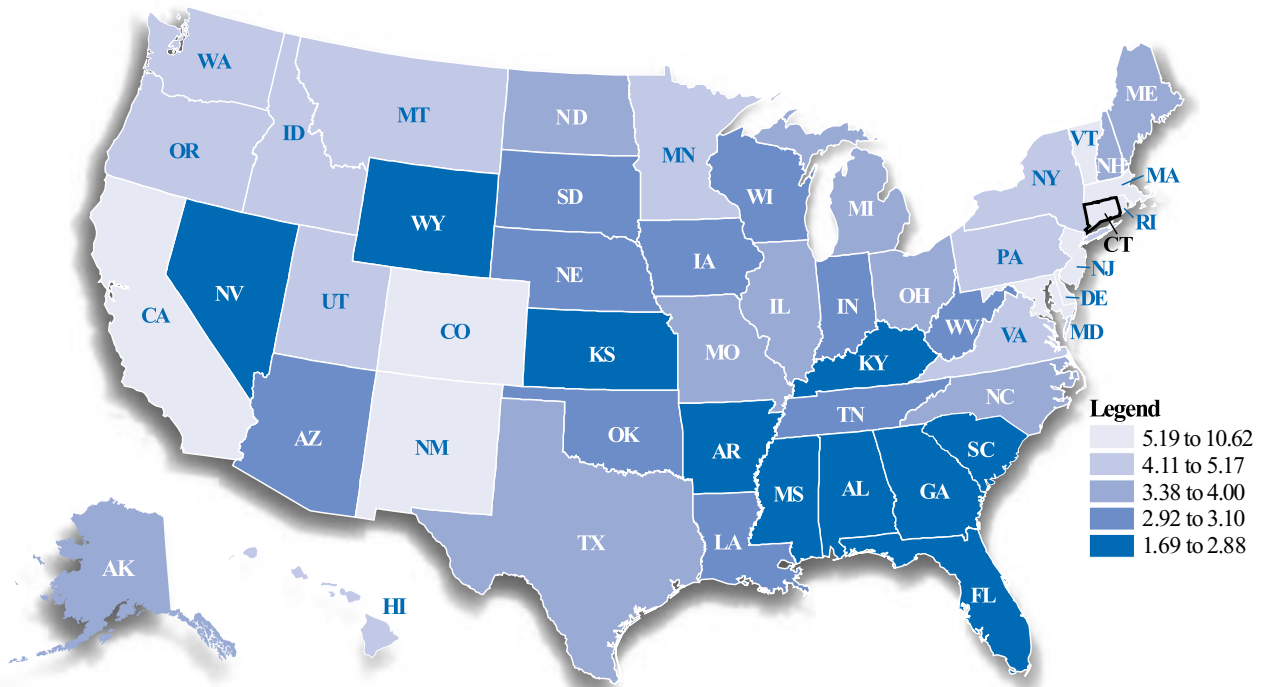 WA
MT
ND
MN
ME
VT
NH
OR
ID
SD
WI
MI
NY
MA
RI
CT
WY
NE
IA
PA
NJ
DE
MD
NV
UT
CO
IL
IN
OH
WV
VA
CA
KS
MO
KY
NC
AZ
NM
OK
AR
TN
SC
MS
AL
GA
TX
LA
FL
AK
HI
Legend
5.19 to 10.62
4.11 to 5.17
3.38 to 4.00
2.92 to 3.10
1.69 to 2.88